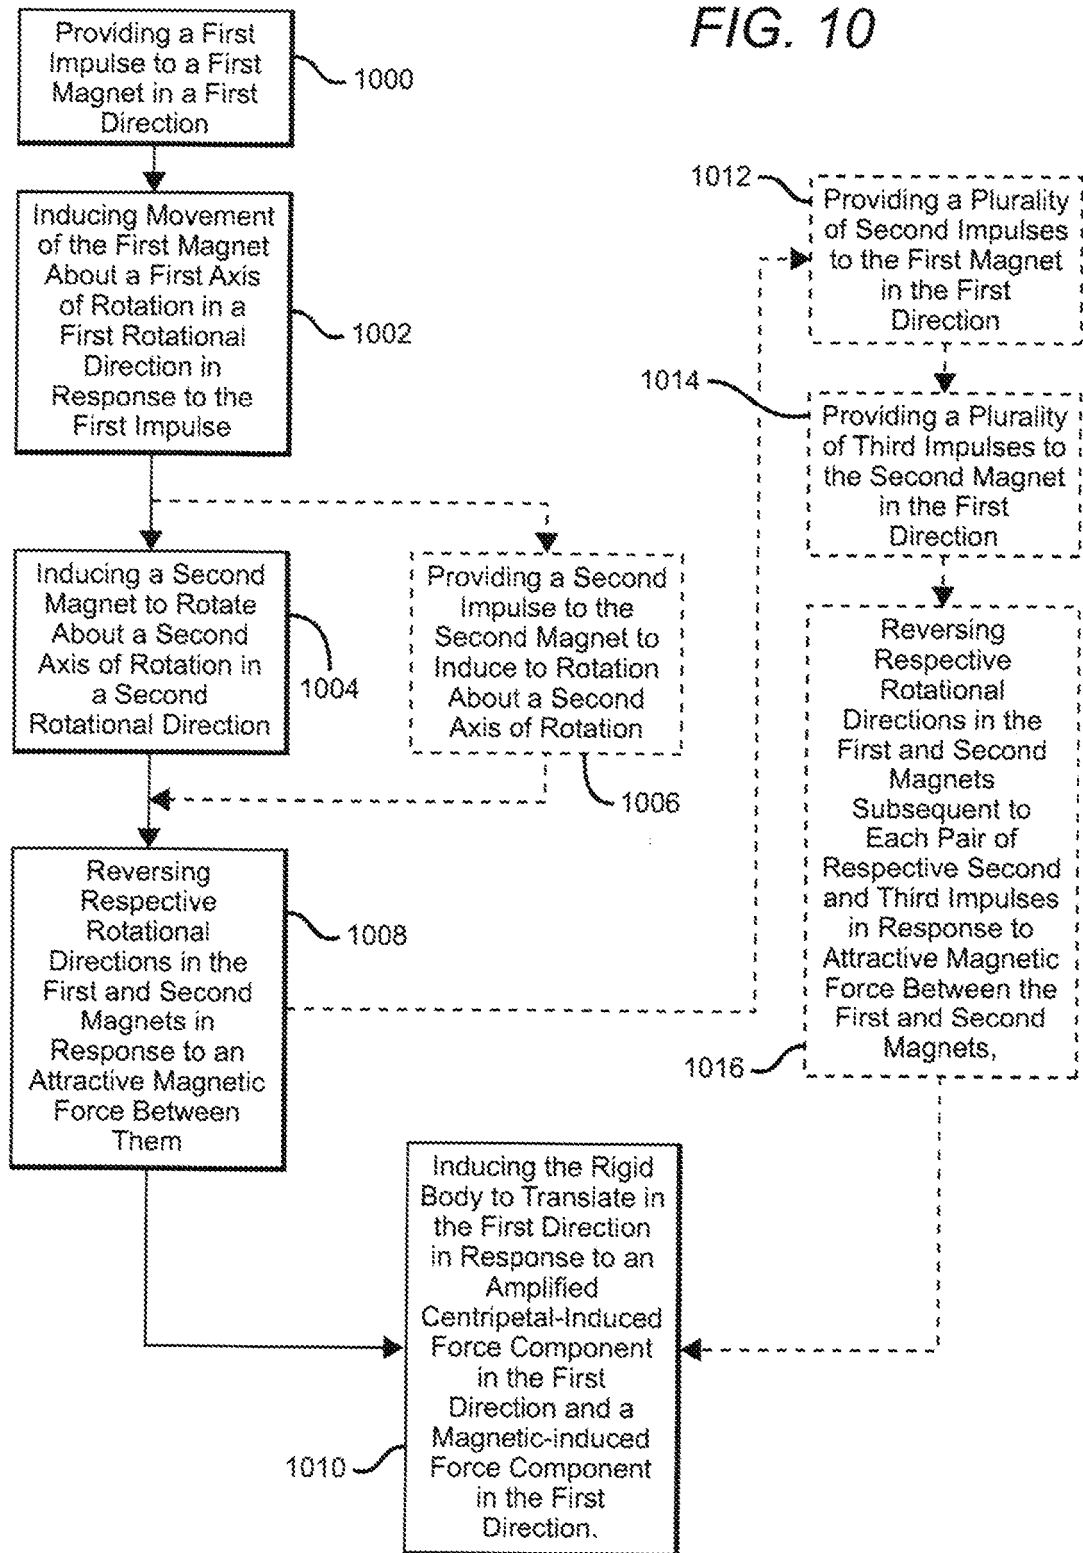 FIG. 10
Providing a First
Impulse to a First
Magnet in a First
Direction
1000
Inducing Movement
of the First Magnet
About a First Axis
of Rotation in a
First Rotational
Direction in
Response to the
First Impulse
1002
Inducing a Second
Magnet to Rotate
About a Second
Axis of Rotation in
a Second
Rotational Direction
1004
Providing a Second
Impulse to the
Second Magnet to
Induce to Rotation
About a Second
Axis of Rotation
1006
Reversing
Respective
Rotational
Directions in the
First and Second
Magnets in
Response to an
Attractive Magnetic
Force Between
Them
1008
1012
Providing a Plurality
of Second Impulses
to the First Magnet
in the First
Direction
1014
Providing a Plurality
of Third Impulses to
the Second Magnet
in the First
Direction
Reversing
Respective
Rotational
Directions in the
First and Second
Magnets
Subsequent to
Each Pair of
Respective Second
and Third Impulses
in Response to
Attractive Magnetic
Force Between the
First and Second
Magnets,
1016
Inducing the Rigid
Body to Translate in
the First Direction
in Response to an
Amplified
Centripetal-Induced
Force Component
in the First
Direction and a
Magnetic-induced
Force Component
in the First
Direction.
1010